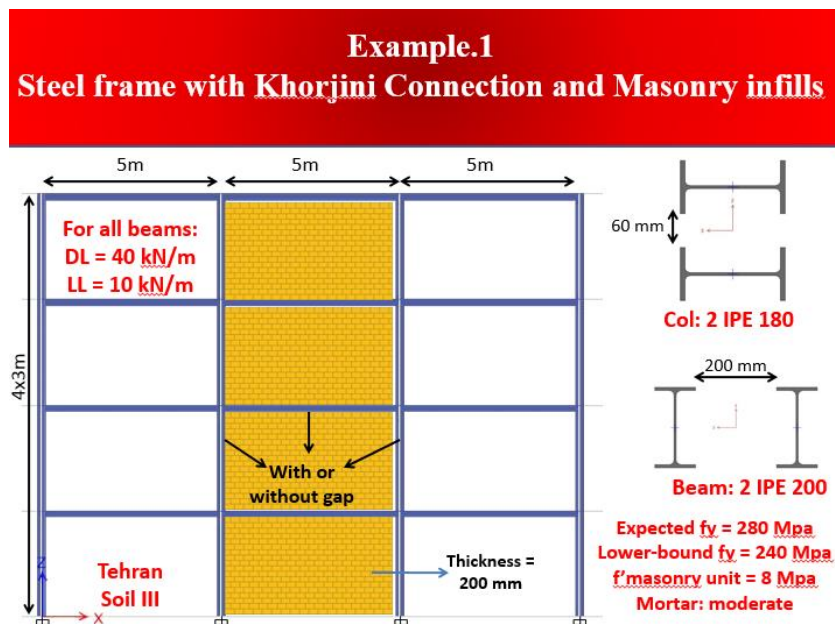 Example.1
Steel frame with Khorjini Connection and Masonry infills
5m
5m
5m
For all beams:
DL = 40 kN/m
LL = 10 kN/m
4x3m
With or
without gap
Tehran
Soil III
Z
X
Thickness =
200 mm
60 mm
Col: 2 IPE 180
200 mm
Beam: 2 IPE 200
Expected fy = 280 Mpa
Lower-bound fy = 240 Mpa
f'masonry unit = 8 Mpa
Mortar: moderate